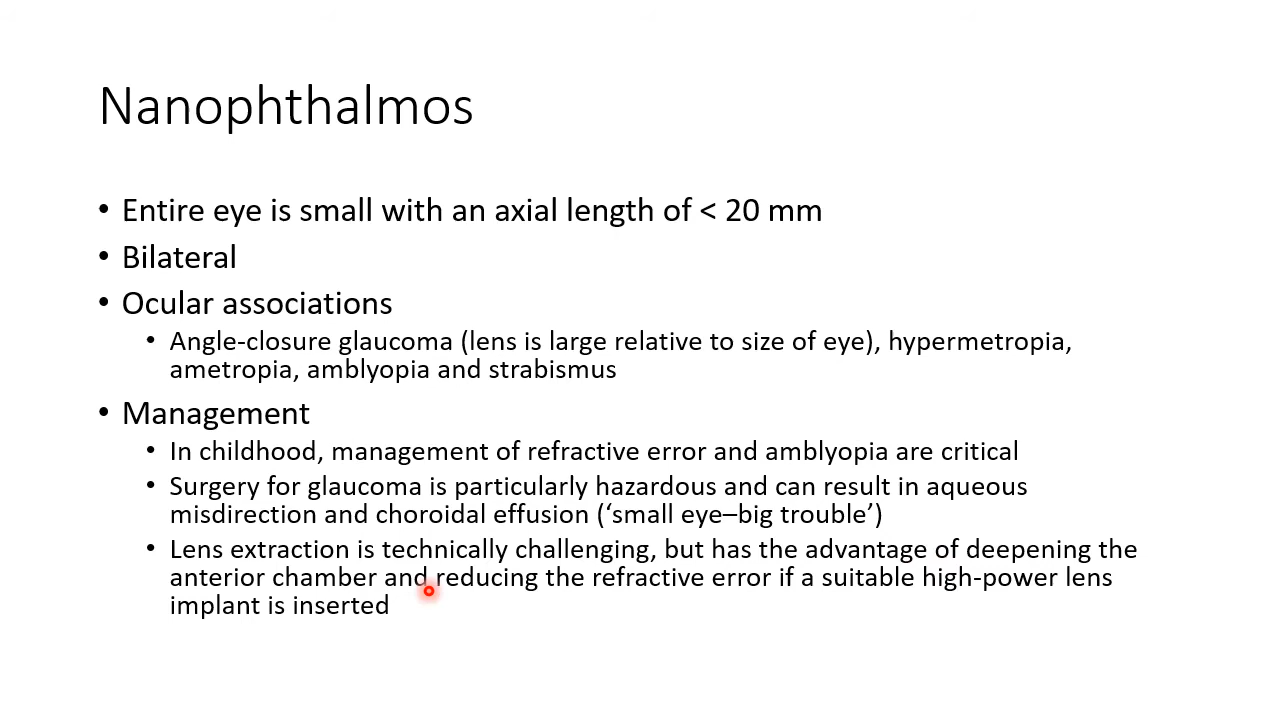 Nanophthalmos
• Entire eye is small with an axial length of < 20 mm
• Bilateral
• Ocular associations
• Angle-closure glaucoma (lens is large relative to size of eye), hypermetropia,
ametropia, amblyopia and strabismus
• Management
• In childhood, management of refractive error and amblyopia are critical
• Surgery for glaucoma is particularly hazardous and can result in aqueous
misdirection and choroidal effusion (‘small eye–big trouble’)
• Lens extraction is technically challenging, but has the advantage of deepening the
anterior chamber and reducing the refractive error if a suitable high-power lens
implant is inserted